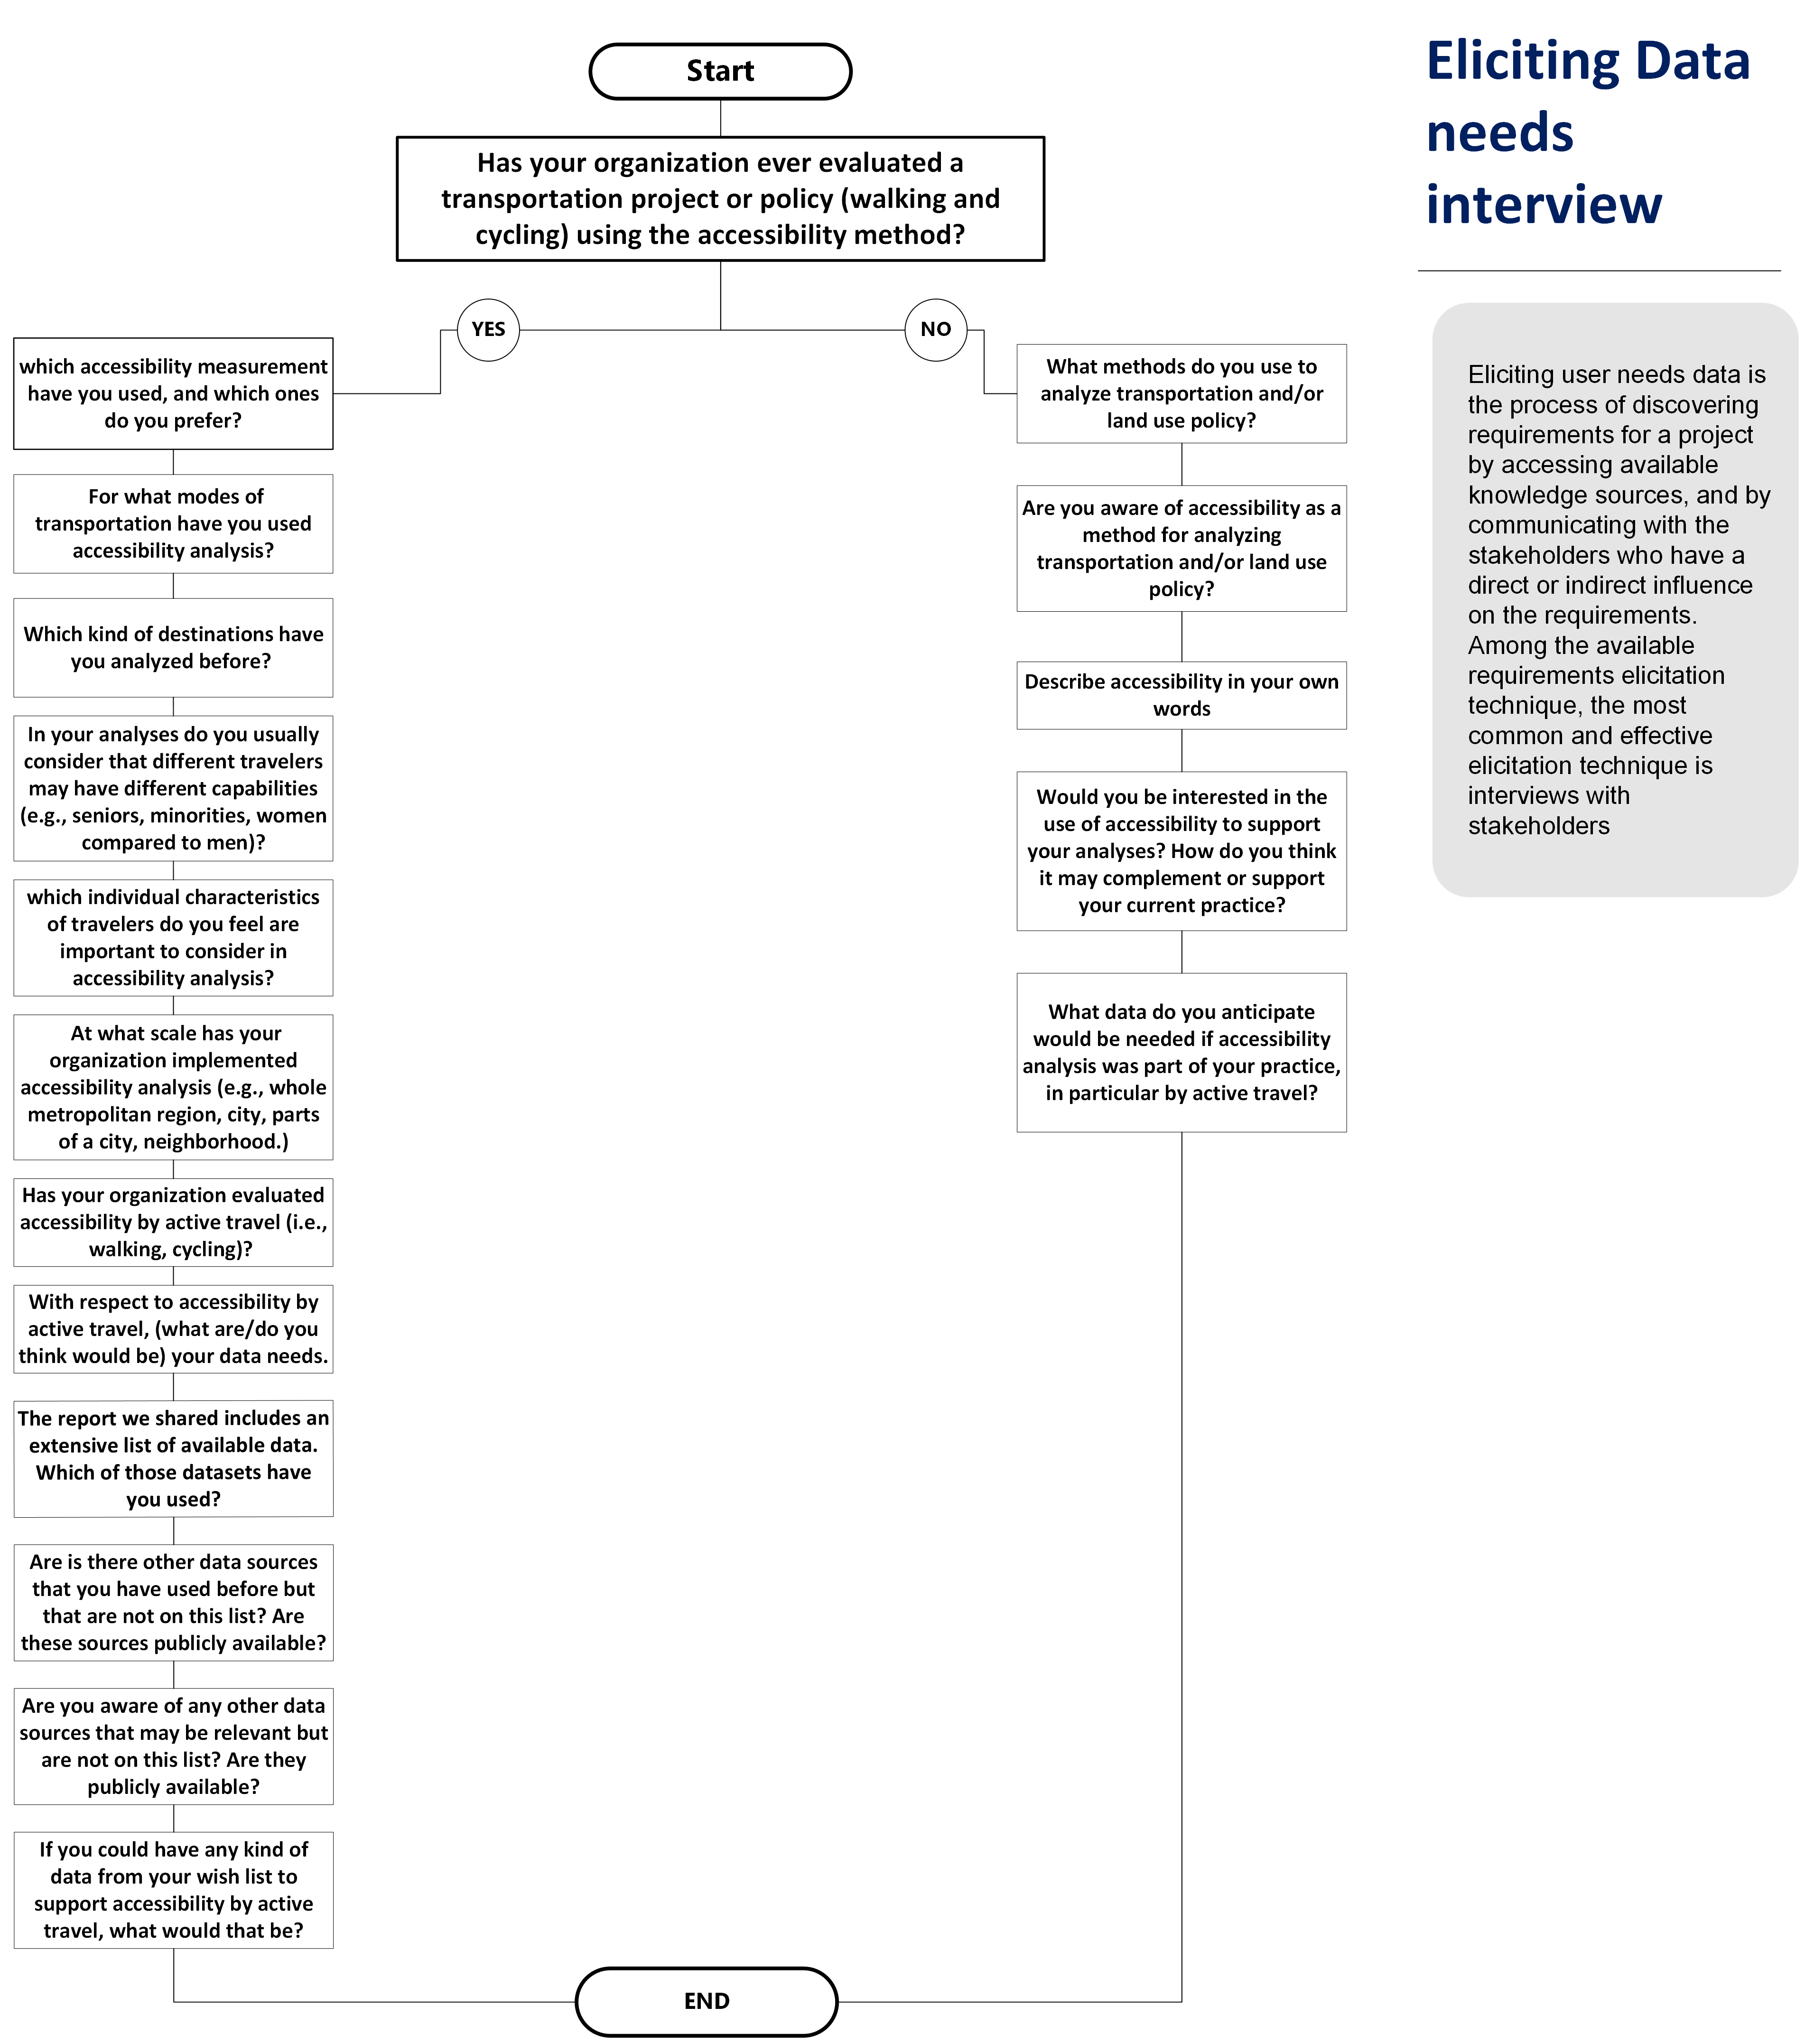 Start
Has your organization ever evaluated a
transportation project or policy (walking and
cycling) using the accessibility method?
YES
NO
which accessibility measurement
have you used, and which ones
do you prefer?
For what modes of
transportation have you used
accessibility analysis?
Which kind of destinations have
you analyzed before?
In your analyses do you usually
consider that different travelers
may have different capabilities
(e.g., seniors, minorities, women
compared to men)?
which individual characteristics
of travelers do you feel are
important to consider in
accessibility analysis?
At what scale has your
organization implemented
accessibility analysis (e.g., whole
metropolitan region, city, parts
of a city, neighborhood.)
Has your organization evaluated
accessibility by active travel (i.e.,
walking, cycling)?
With respect to accessibility by
active travel, (what are/do you
think would be) your data needs.
The report we shared includes an
extensive list of available data.
Which of those datasets have
you used?
Are is there other data sources
that you have used before but
that are not on this list? Are
these sources publicly available?
Are you aware of any other data
sources that may be relevant but
are not on this list? Are they
publicly available?
If you could have any kind of
data from your wish list to
support accessibility by active
travel, what would that be?
What methods do you use to
analyze transportation and/or
land use policy?
Are you aware of accessibility as a
method for analyzing
transportation and/or land use
policy?
Describe accessibility in your own
words
Would you be interested in the
use of accessibility to support
your analyses? How do you think
it may complement or support
your current practice?
What data do you anticipate
would be needed if accessibility
analysis was part of your practice,
in particular by active travel?
END
Eliciting Data
needs
interview
Eliciting user needs data is
the process of discovering
requirements for a project
by accessing available
knowledge sources, and by
communicating with the
stakeholders who have a
direct or indirect influence
on the requirements.
Among the available
requirements elicitation
technique, the most
common and effective
elicitation technique is
interviews with
stakeholders